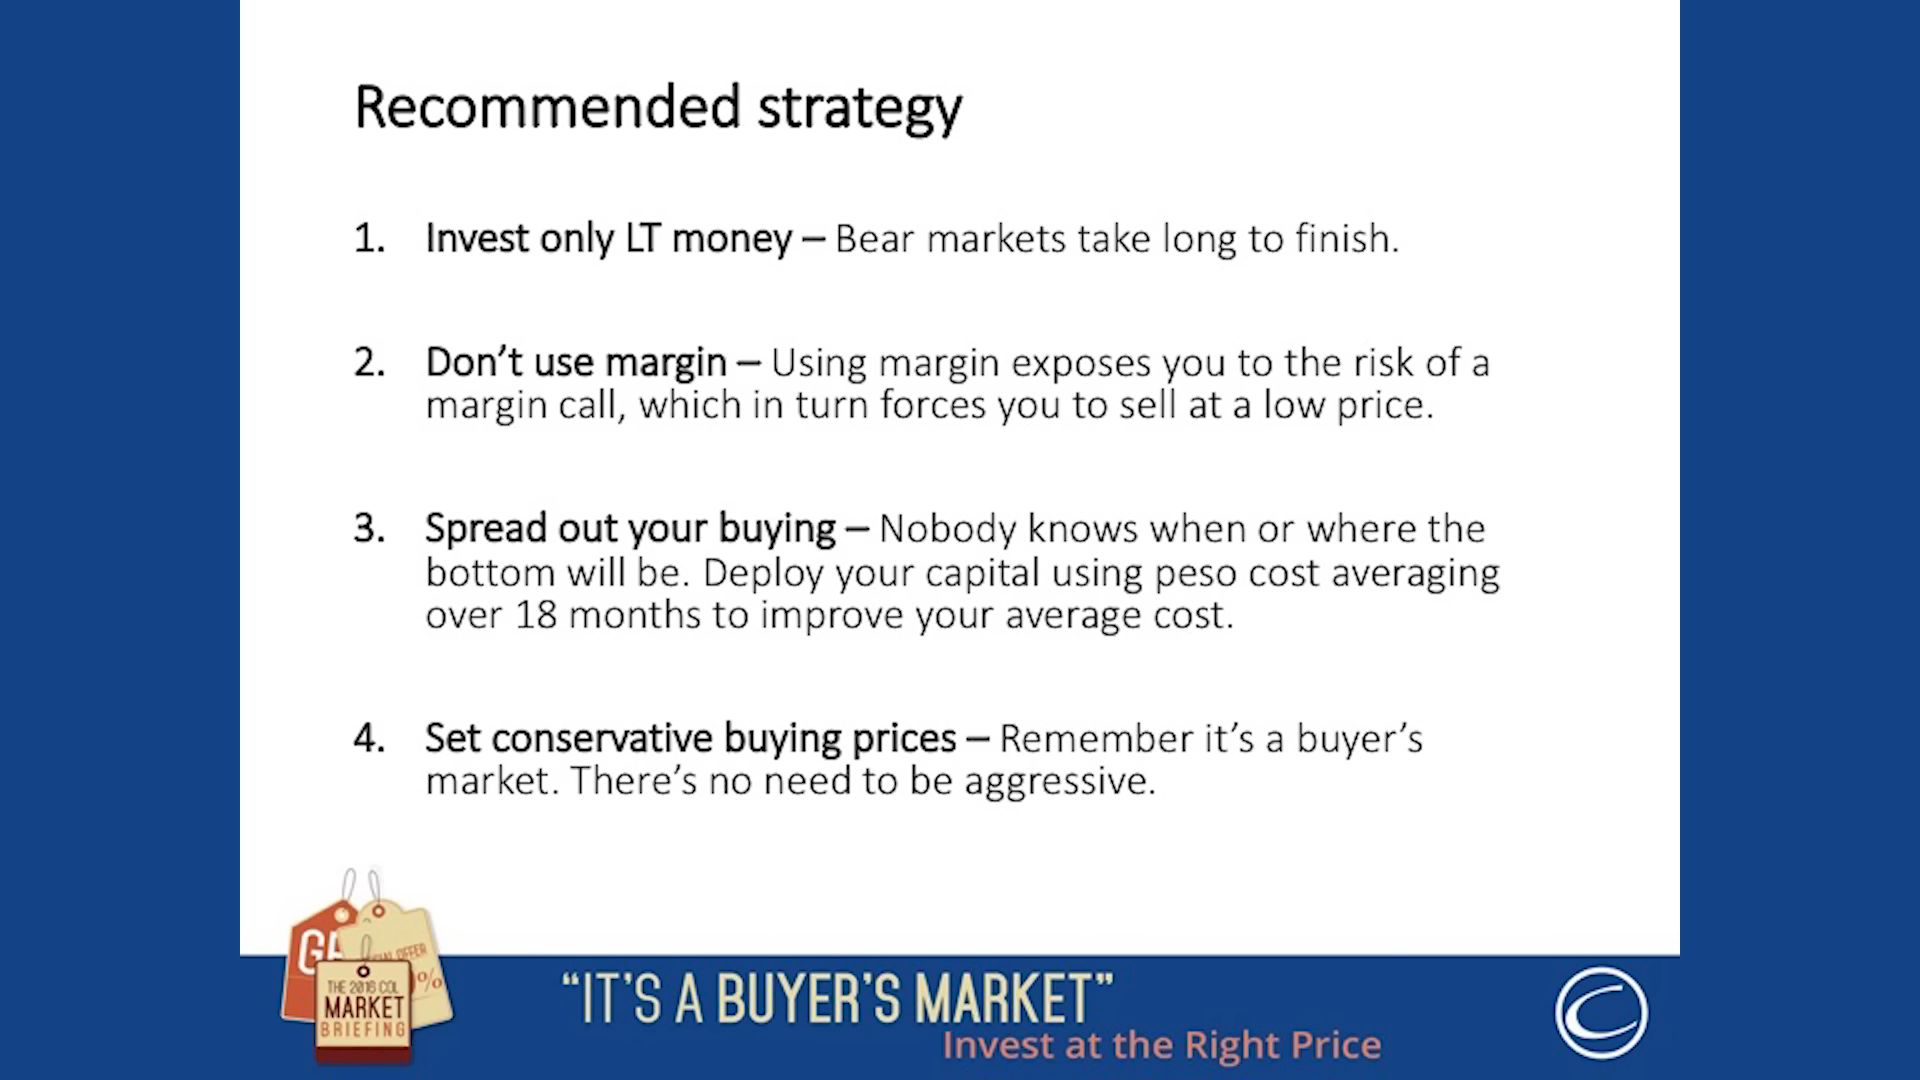 Recommended strategy
1. Invest only LT money – Bear markets take long to finish.
2. Don’t use margin – Using margin exposes you to the risk of a
margin call, which in turn forces you to sell at a low price.
3. Spread out your buying – Nobody knows when or where the
bottom will be. Deploy your capital using peso cost averaging
over 18 months to improve your average cost.
4. Set conservative buying prices – Remember it’s a buyer’s
market. There’s no need to be aggressive.
OFFER
%
THE 2016 COL
MARKET
BRIEFING
“IT’S A BUYER’S MARKET”
Invest at the Right Price